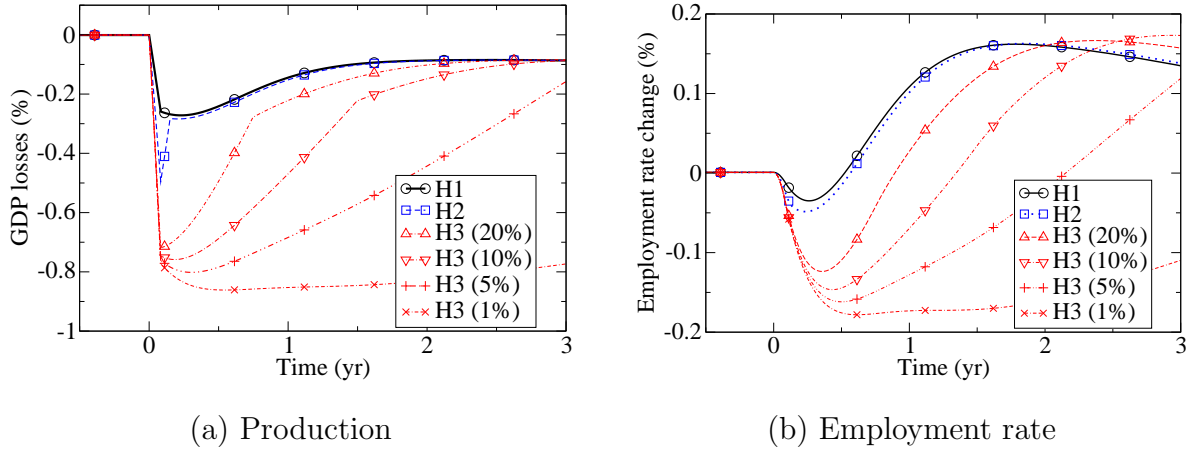 0
-0.2
-0.4
-0.6
-0.8
-1
GDP losses (%)
H1
H2
H3 (20%)
H3 (10%)
H3 (5%)
H3 (1%)
0
1
2
3
Time (yr)
(a) Production
0.2
0.1
0
-0.1
-0.2
Employment rate change (%)
H1
H2
H3 (20%)
H3 (10%)
H3 (5%)
H3 (1%)
0
1
2
3
Time (yr)
(b) Employment rate